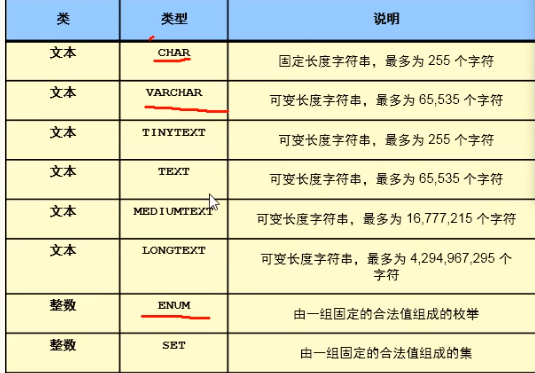 类 类型 说明
文本 CHAR 固定长度字符串，最多为 255 个字符
文本 VARCHAR 可变长度字符串，最多为 65,535 个字符
文本 TINYTEXT 可变长度字符串，最多为 255 个字符
文本 TEXT 可变长度字符串，最多为 65,535 个字符
文本 MEDIUMTEXT 可变长度字符串，最多为 16,777,215 个字符
文本 LONGTEXT 可变长度字符串，最多为 4,294,967,295 个
字符
整数 ENUM 由一组固定的合法值组成的枚举
整数 SET 由一组固定的合法值组成的集